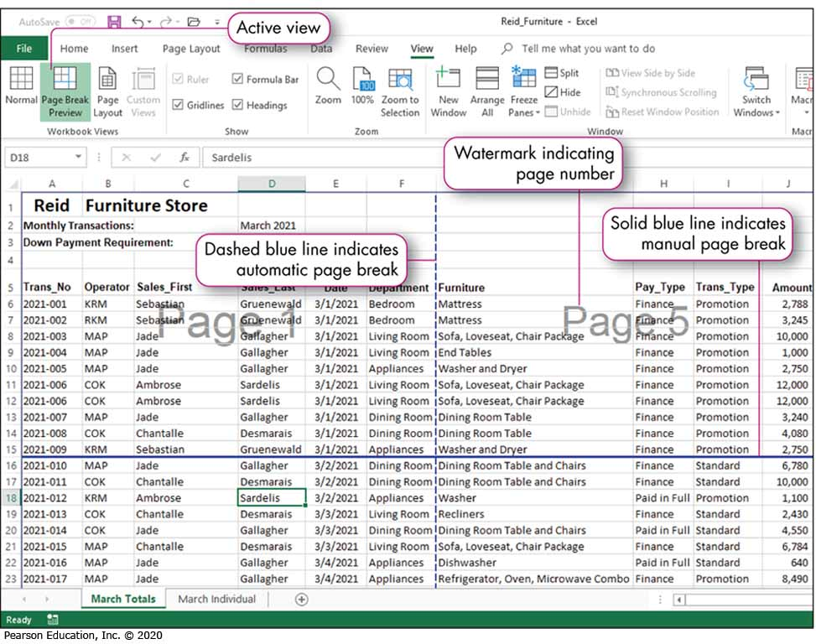 AutoSave Off
Reid_Furniture - Excel
Active view
File Home Insert Page Layout Formulas Data Review View Help Tell me what you want to do
Normal
Page Break Preview
Page Layout
Custom Views
Workbook Views
Ruler
Formula Bar
Gridlines
Headings
Show
Zoom
100%
Zoom to Selection
Zoom
New Window
Arrange All
Freeze Panes
Split
Hide
Unhide
View Side by Side
Synchronous Scrolling
Reset Window Position
Window
Switch Windows
Macr
D18
fx
Sardelis
Watermark indicating
page number
Solid blue line indicates
manual page break
Dashed blue line indicates
automatic page break
A B C D E F H I J
1 Reid Furniture Store
2 Monthly Transactions: March 2021
3 Down Payment Requirement:
4
5 Trans_No Operator Sales_First Sales_Last Date Department Furniture Pay_Type Trans_Type Amount
6 2021-001 KRM Sebastian Gruenewald 3/1/2021 Bedroom Mattress Finance Promotion 2,788
7 2021-002 RKM Sebastian Gruenewald 3/1/2021 Bedroom Mattress Finance Promotion 3,245
Page 1
Page 5
8 2021-003 MAP Jade Gallagher 3/1/2021 Living Room Sofa, Loveseat, Chair Package Finance Promotion 10,000
9 2021-004 MAP Jade Gallagher 3/1/2021 Living Room End Tables Finance Promotion 1,000
10 2021-005 MAP Jade Gallagher 3/1/2021 Appliances Washer and Dryer Finance Promotion 2,750
11 2021-006 COK Ambrose Sardelis 3/1/2021 Living Room Sofa, Loveseat, Chair Package Finance Promotion 12,000
12 2021-006 COK Ambrose Sardelis 3/1/2021 Living Room Sofa, Loveseat, Chair Package Finance Promotion 12,000
13 2021-007 MAP Jade Gallagher 3/1/2021 Dining Room Dining Room Table Finance Promotion 3,240
14 2021-008 COK Chantalle Desmarais 3/1/2021 Dining Room Dining Room Table Finance Promotion 4,080
15 2021-009 KRM Sebastian Gruenewald 3/1/2021 Appliances Washer and Dryer Finance Promotion 2,750
16 2021-010 MAP Jade Gallagher 3/2/2021 Dining Room Dining Room Table and Chairs Finance Standard 6,780
17 2021-011 COK Chantalle Desmarais 3/2/2021 Dining Room Dining Room Table and Chairs Finance Standard 10,000
18 2021-012 KRM Ambrose Sardelis 3/2/2021 Appliances Washer Paid in Full Promotion 1,100
19 2021-013 COK Chantalle Desmarais 3/3/2021 Living Room Recliners Finance Standard 2,430
20 2021-014 COK Jade Gallagher 3/3/2021 Dining Room Dining Room Table and Chairs Paid in Full Standard 4,550
21 2021-015 MAP Chantalle Desmarais 3/3/2021 Living Room Sofa, Loveseat, Chair Package Finance Standard 6,784
22 2021-016 MAP Jade Gallagher 3/4/2021 Appliances Dishwasher Paid in Full Standard 640
23 2021-017 MAP Jade Gallagher 3/4/2021 Appliances Refrigerator, Oven, Microwave Combo Finance Promotion 8,490
March Totals March Individual
Ready
Pearson Education, Inc. © 2020